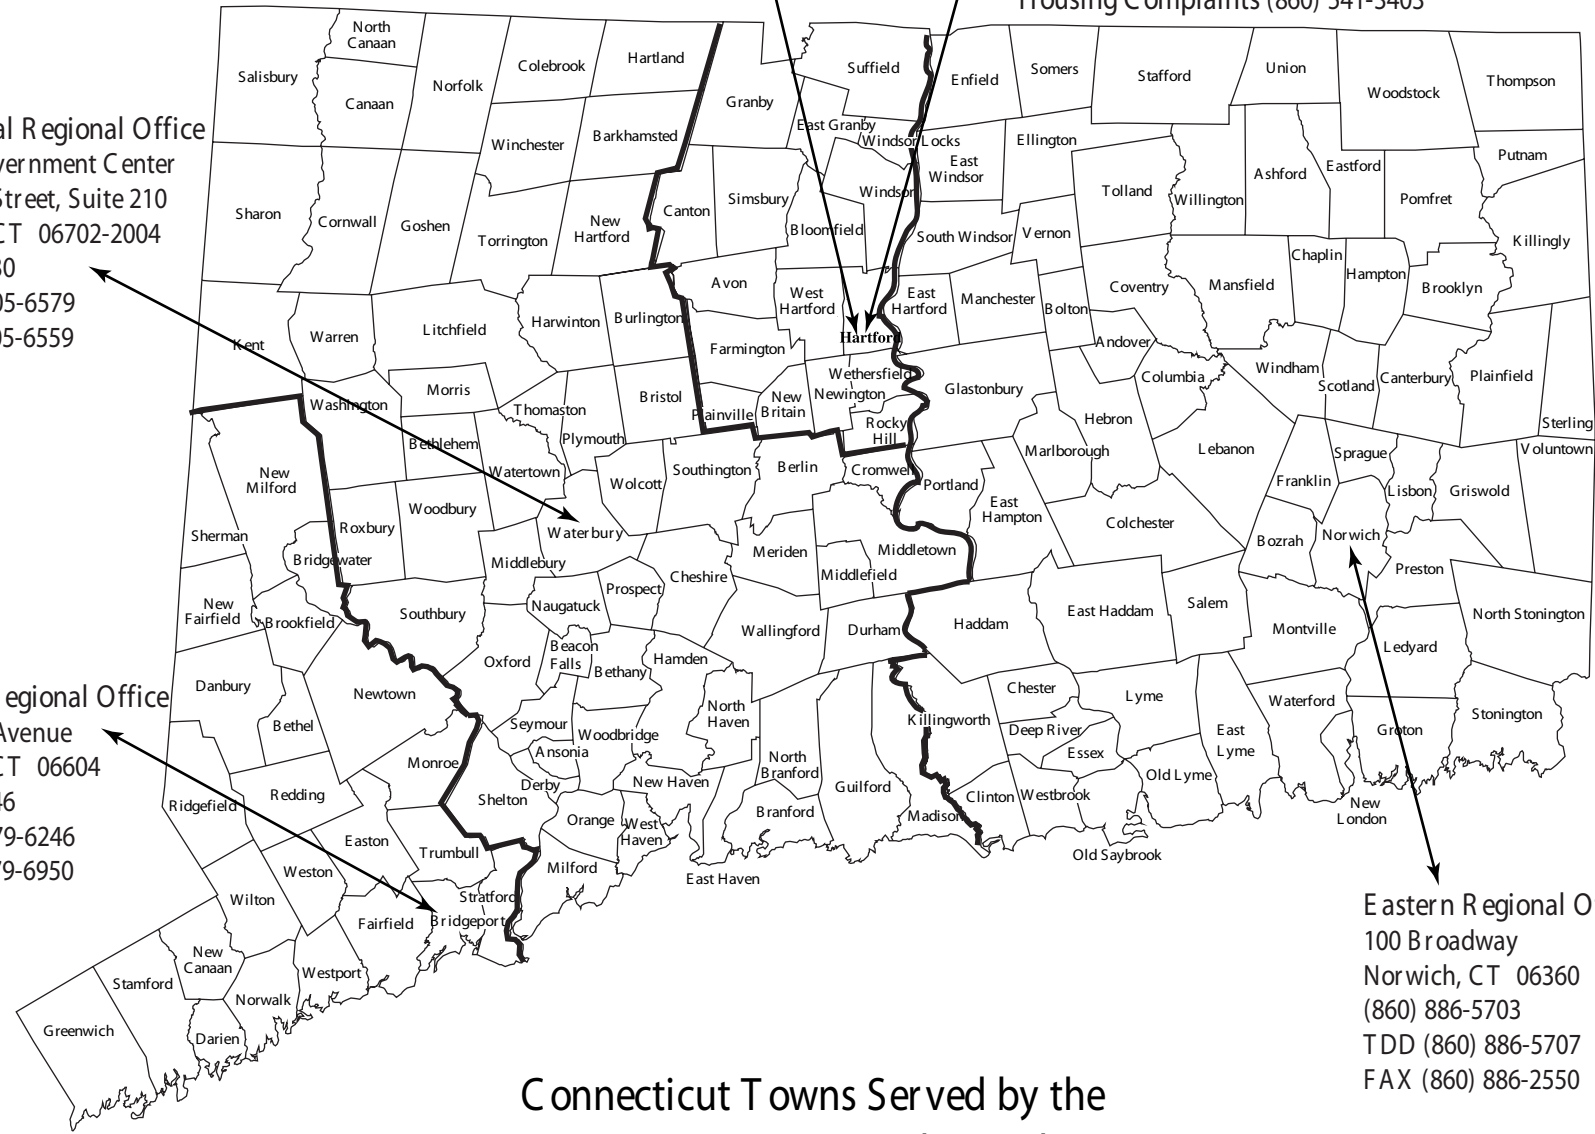 Housing Complaints (860) 541-3403
al Regional Office
vernment Center
Street, Suite 210
CT 06702-2004
30
05-6579
05-6559
egional Office
Avenue
CT 06604
46
79-6246
79-6950
North
Canaan
Salisbury
Canaan
Norfolk
Colebrook
Hartland
Granby
Suffield
Enfield
Somers
Stafford
Union
Woodstock
Thompson
Winchester
Barkhamsted
East Granby
Windsor Locks
East
Windsor
Ellington
Tolland
Willington
Ashford
Eastford
Putnam
Pomfret
Sharon
Cornwall
Goshen
Torrington
New
Hartford
Canton
Simsbury
Bloomfield
Windsor
South Windsor
Vernon
Killingly
Chaplin
Hampton
Mansfield
Brooklyn
Coventry
Avon
West
Hartford
East
Hartford
Manchester
Bolton
Warren
Litchfield
Harwinton
Burlington
Kent
Farmington
Hartford
Andover
Columbia
Windham
Scotland
Canterbury
Plainfield
Sterling
Washington
Morris
Thomaston
Bristol
Plainville
New
Britain
Newington
Wethersfield
Rocky
Hill
Glastonbury
Hebron
Marlborough
Lebanon
Bethlehem
Watertown
Plymouth
Wolcott
Southington
Berlin
Cromwell
Portland
East
Hampton
Colchester
Franklin
Sprague
Lisbon
Griswold
Voluntown
New
Milford
Sherman
Roxbury
Woodbury
Bridgewater
Waterbury
Middlebury
Meriden
Middletown
Middlefield
Bozrah
Norwich
Preston
Cheshire
Prospect
Naugatuck
Southbury
New
Fairfield
Brookfield
Wallingford
Durham
Haddam
East Haddam
Salem
Montville
Ledyard
North Stonington
Oxford
Beacon
Falls
Bethany
Hamden
Danbury
Newtown
Bethel
Seymour
Woodbridge
North
Haven
Killingworth
Chester
Deep River
Essex
Lyme
East
Lyme
Waterford
Groton
Stonington
Ansonia
Derby
Monroe
Shelton
New Haven
North
Branford
Guilford
Branford
Madison
Clinton
Westbrook
Old Lyme
New
London
Old Saybrook
Ridgefield
Redding
Easton
Trumbull
Orange
West
Haven
Milford
East Haven
Weston
Wilton
Stratford
Bridgeport
Fairfield
New
Canaan
Westport
Stamford
Norwalk
Darien
Greenwich
Eastern Regional O
100 Broadway
Norwich, CT 06360
(860) 886-5703
TDD (860) 886-5707
FAX (860) 886-2550
Connecticut Towns Served by the